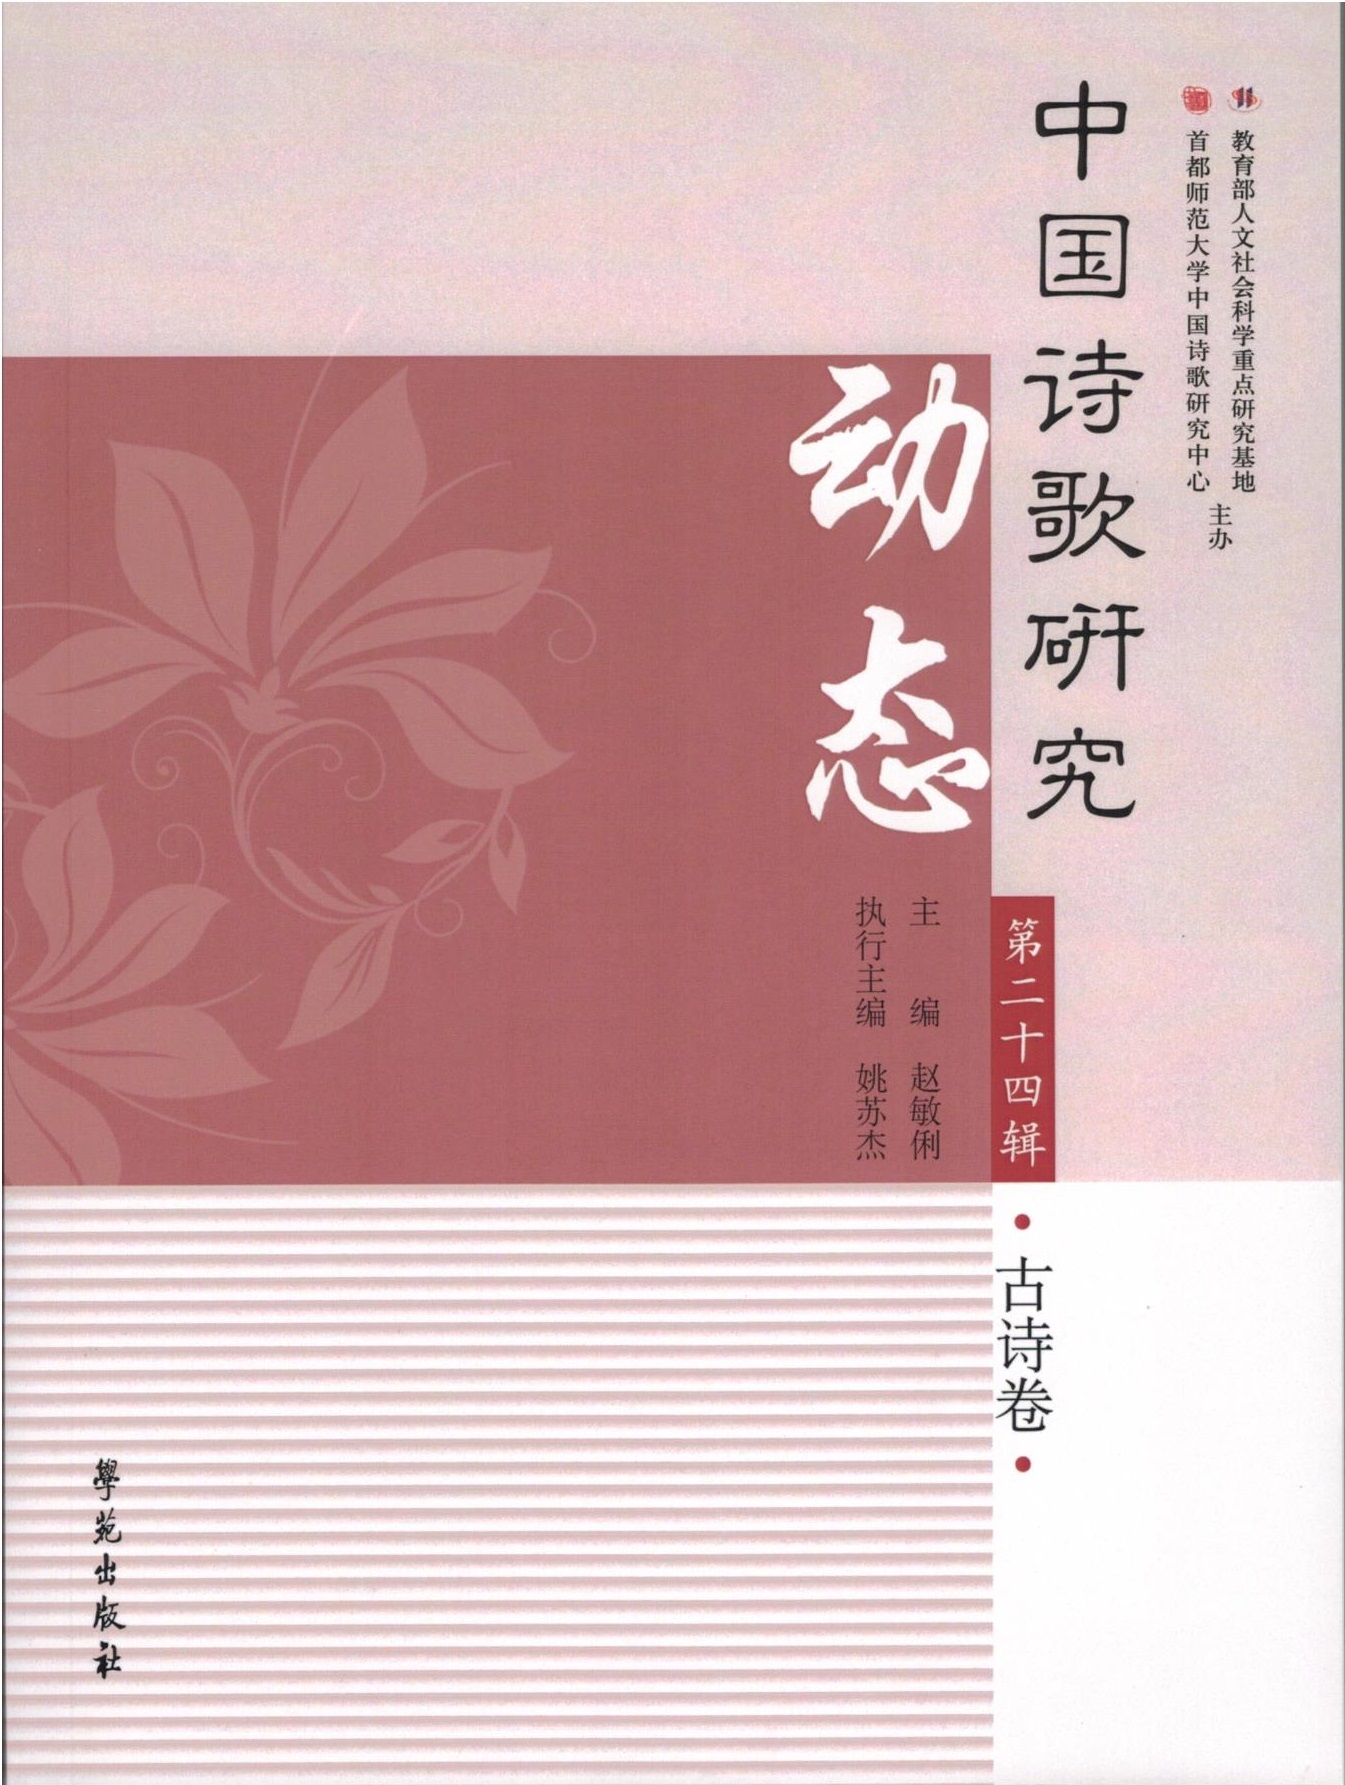 教育部人文社会科学重点研究基地
首都师范大学中国诗歌研究中心
主办
中国诗歌研究
动态
第二十四辑
·古诗卷·
主编 赵敏俐
执行主编 姚苏杰
學苑出版社